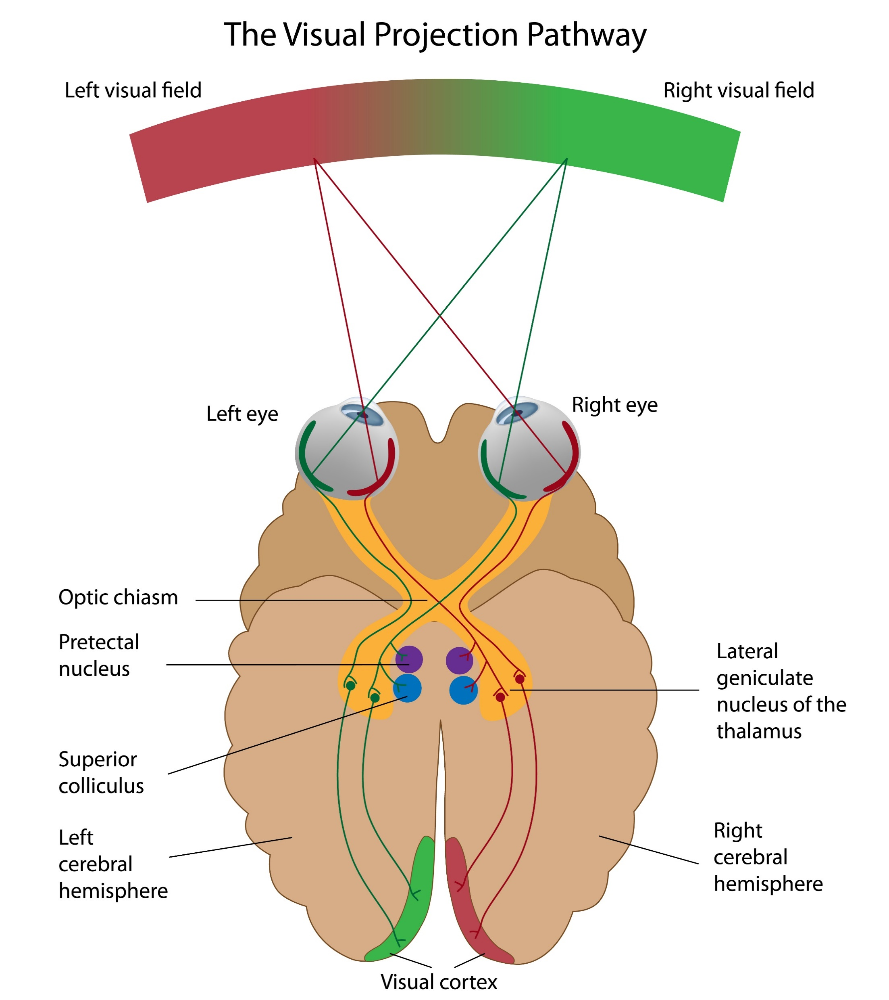 The Visual Projection Pathway
Left visual field
Right visual field
Left eye
Right eye
Optic chiasm
Pretectal
nucleus
Lateral
geniculate
nucleus of the
thalamus
Superior
colliculus
Left
cerebral
hemisphere
Right
cerebral
hemisphere
Visual cortex